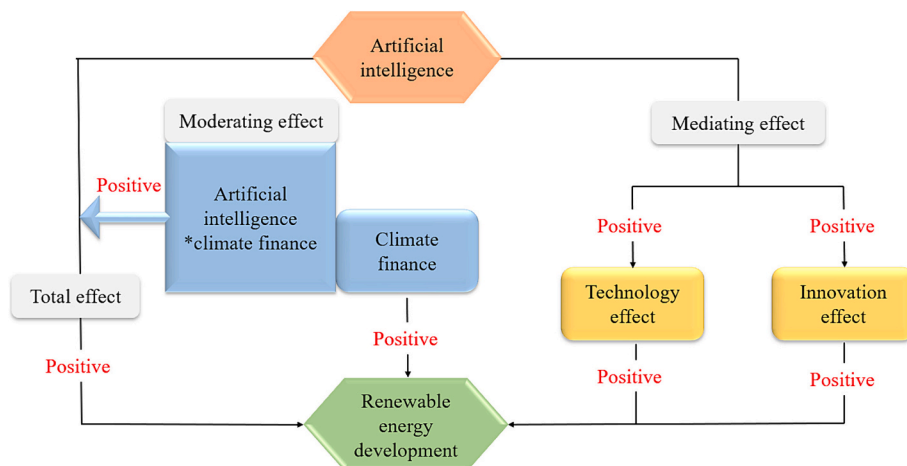 Artificial
intelligence
Moderating effect
Mediating effect
Positive
Artificial
intelligence
*climate finance
Climate
finance
Positive
Positive
Total effect
Technology
effect
Innovation
effect
Positive
Positive
Positive
Positive
Renewable
energy
development